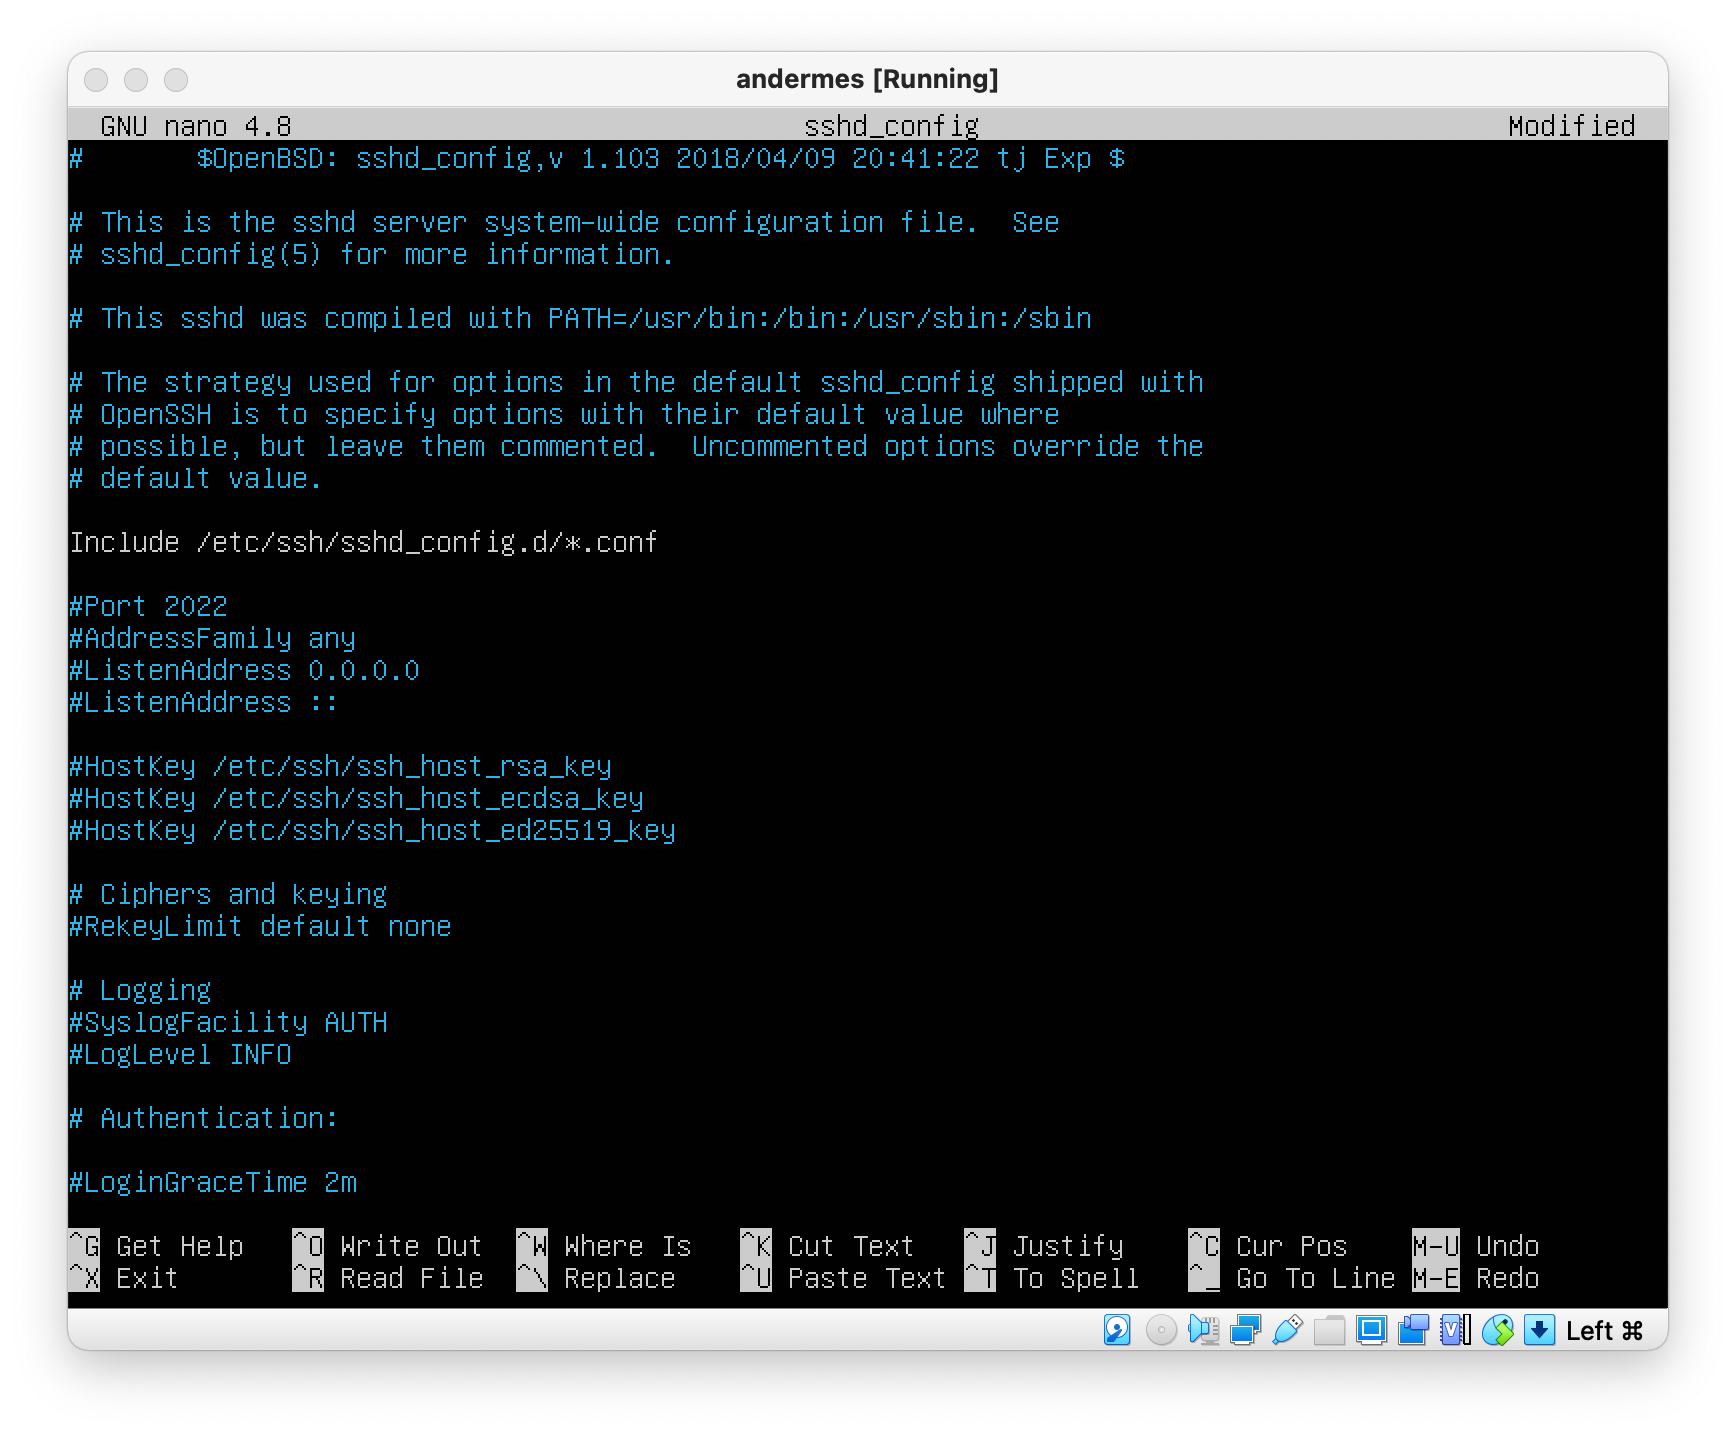 andermes [Running]
GNU nano 4.8 sshd_config Modified
# $OpenBSD: sshd_config,v 1.103 2018/04/09 20:41:22 tj Exp $
# This is the sshd server system-wide configuration file. See
# sshd_config(5) for more information.
# This sshd was compiled with PATH=/usr/bin:/bin:/usr/sbin:/sbin
# The strategy used for options in the default sshd_config shipped with
# OpenSSH is to specify options with their default value where
# possible, but leave them commented. Uncommented options override the
# default value.
Include /etc/ssh/sshd_config.d/*.conf
#Port 2022
#AddressFamily any
#ListenAddress 0.0.0.0
#ListenAddress ::
#HostKey /etc/ssh/ssh_host_rsa_key
#HostKey /etc/ssh/ssh_host_ecdsa_key
#HostKey /etc/ssh/ssh_host_ed25519_key
# Ciphers and keying
#RekeyLimit default none
# Logging
#SyslogFacility AUTH
#LogLevel INFO
# Authentication:
#LoginGraceTime 2m
^G Get Help ^O Write Out ^W Where Is ^K Cut Text ^J Justify ^C Cur Pos M-U Undo
^X Exit ^R Read File ^\ Replace ^U Paste Text ^T To Spell ^_ Go To Line M-E Redo
Left ⌘